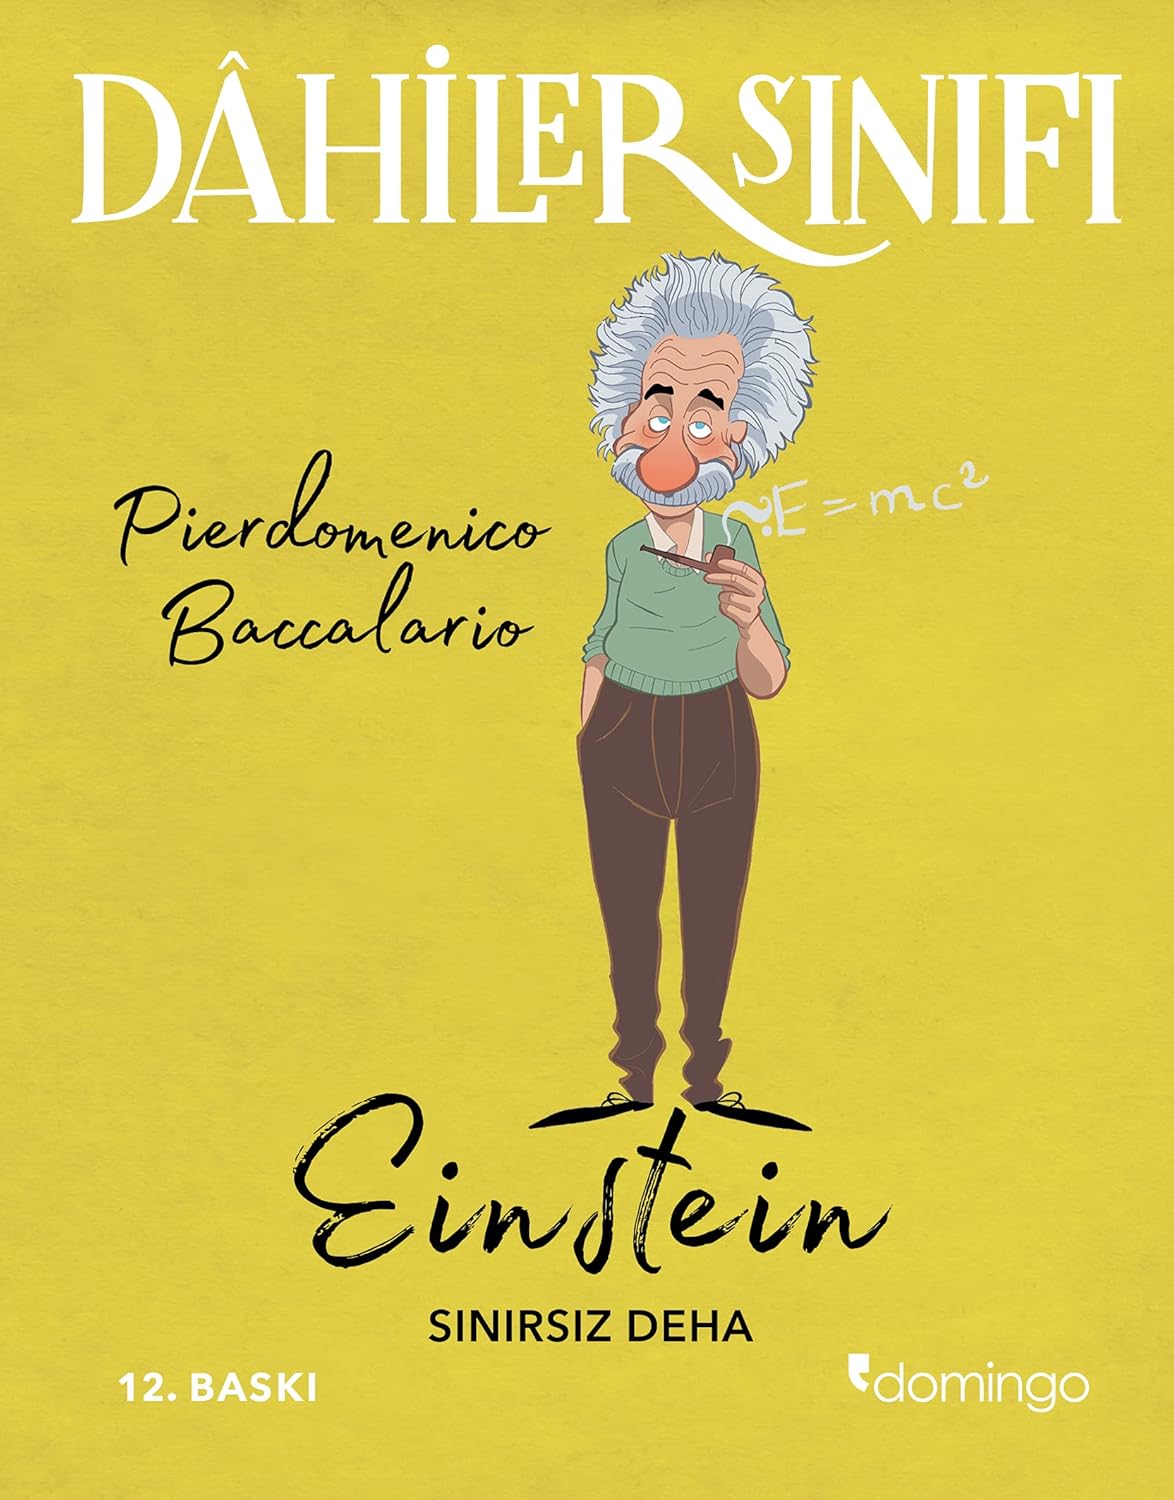 DÂHİLER SINIFI
Pierdomenico
Baccalario
E=mc²
Einstein
SINIRSIZ DEHA
12. BASKI
domingo